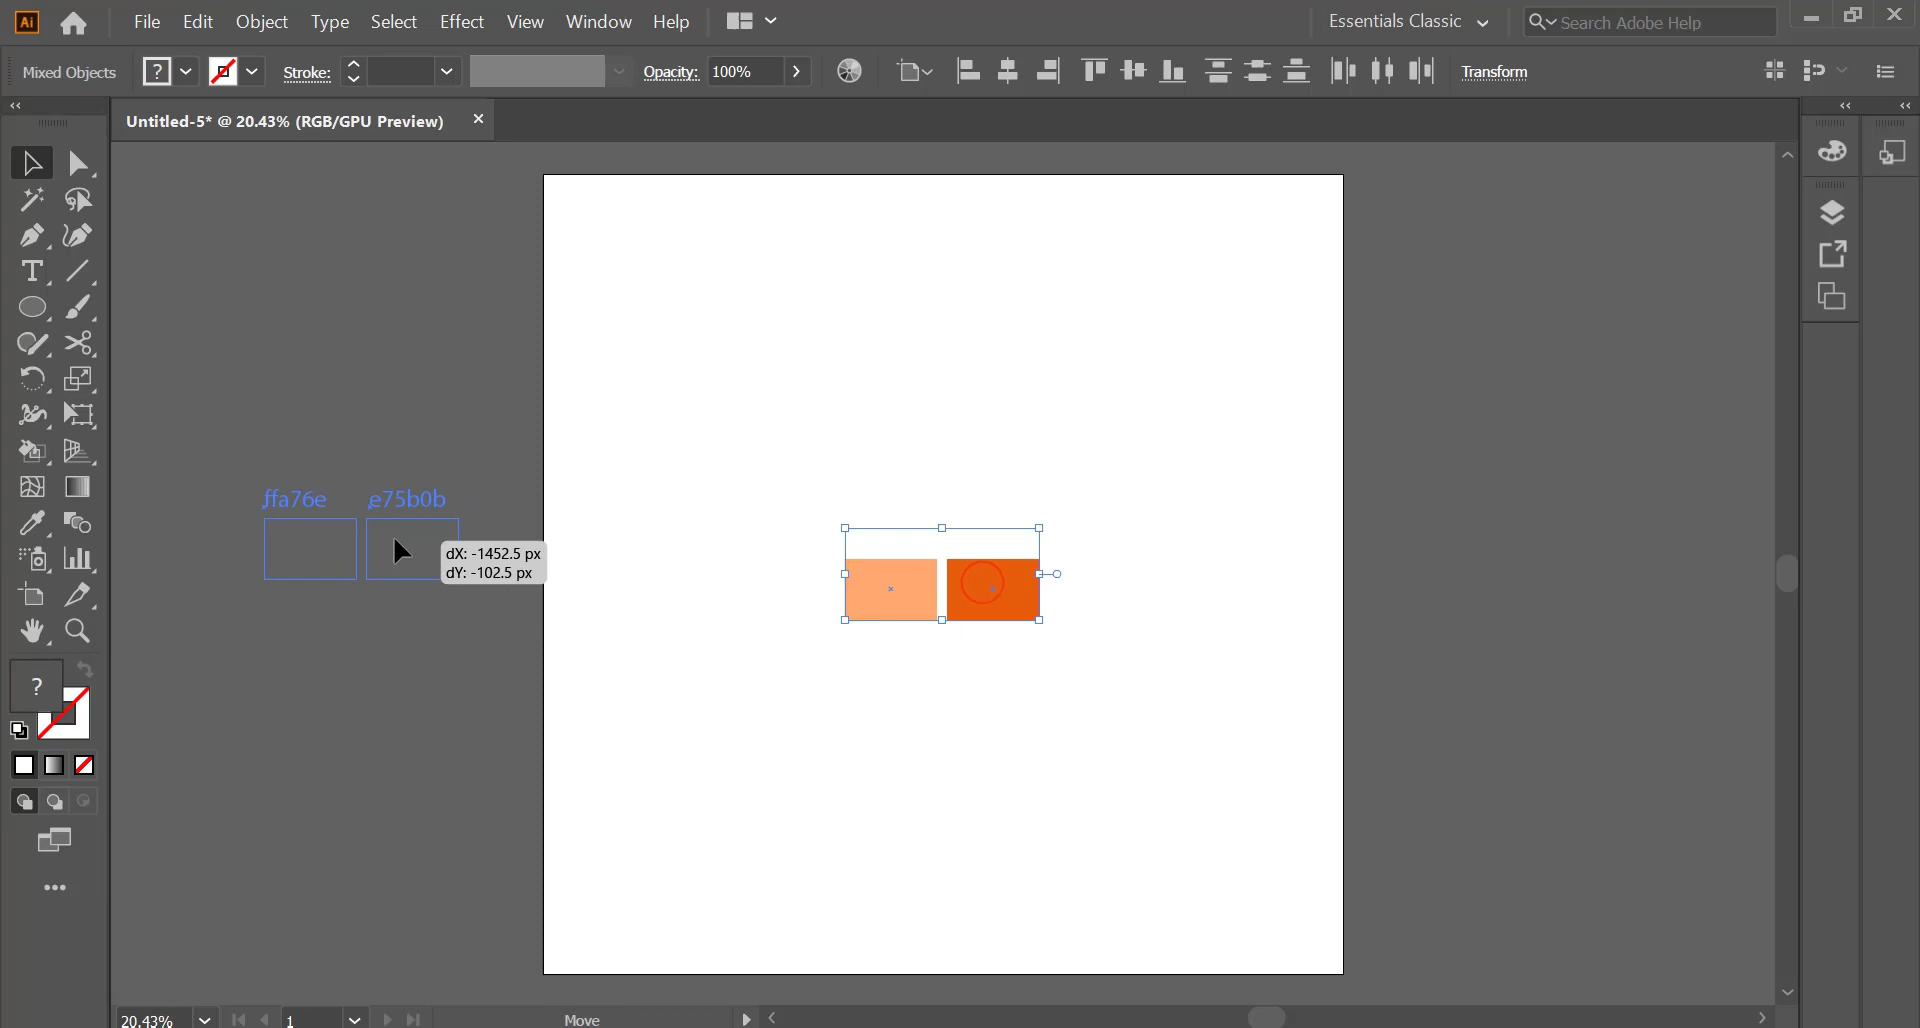 Ai File Edit Object Type Select Effect View Window Help Essentials Classic Search Adobe Help
Mixed Objects ? Stroke: Opacity: 100% Transform
Untitled-5* @ 20.43% (RGB/GPU Preview)
ffa76e e75b0b
dX: -1452.5 px
dY: -102.5 px
?
20.43% 1 Move